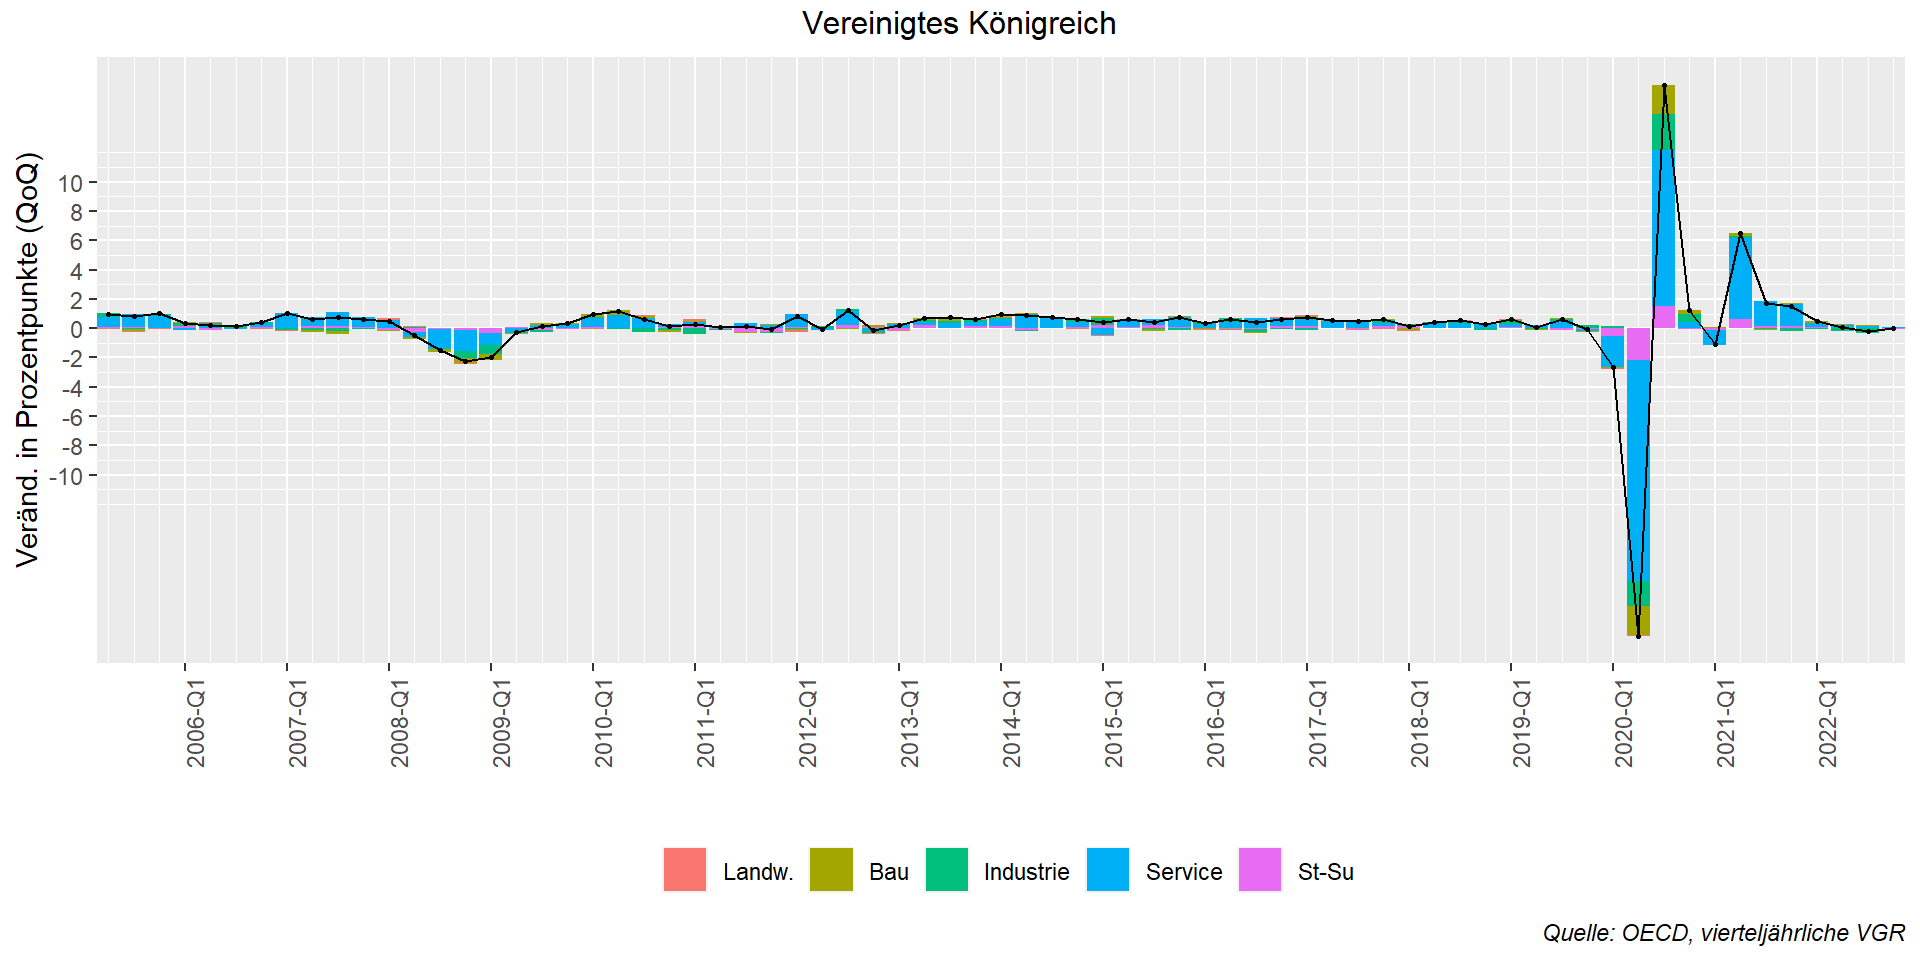 Vereinigtes Königreich
Veränd. in Prozentpunkte (QoQ)
10
8
6
4
2
0
-2
-4
-6
-8
-10
2006-Q1
2007-Q1
2008-Q1
2009-Q1
2010-Q1
2011-Q1
2012-Q1
2013-Q1
2014-Q1
2015-Q1
2016-Q1
2017-Q1
2018-Q1
2019-Q1
2020-Q1
2021-Q1
2022-Q1
Landw. Bau Industrie Service St-Su
Quelle: OECD, vierteljährliche VGR